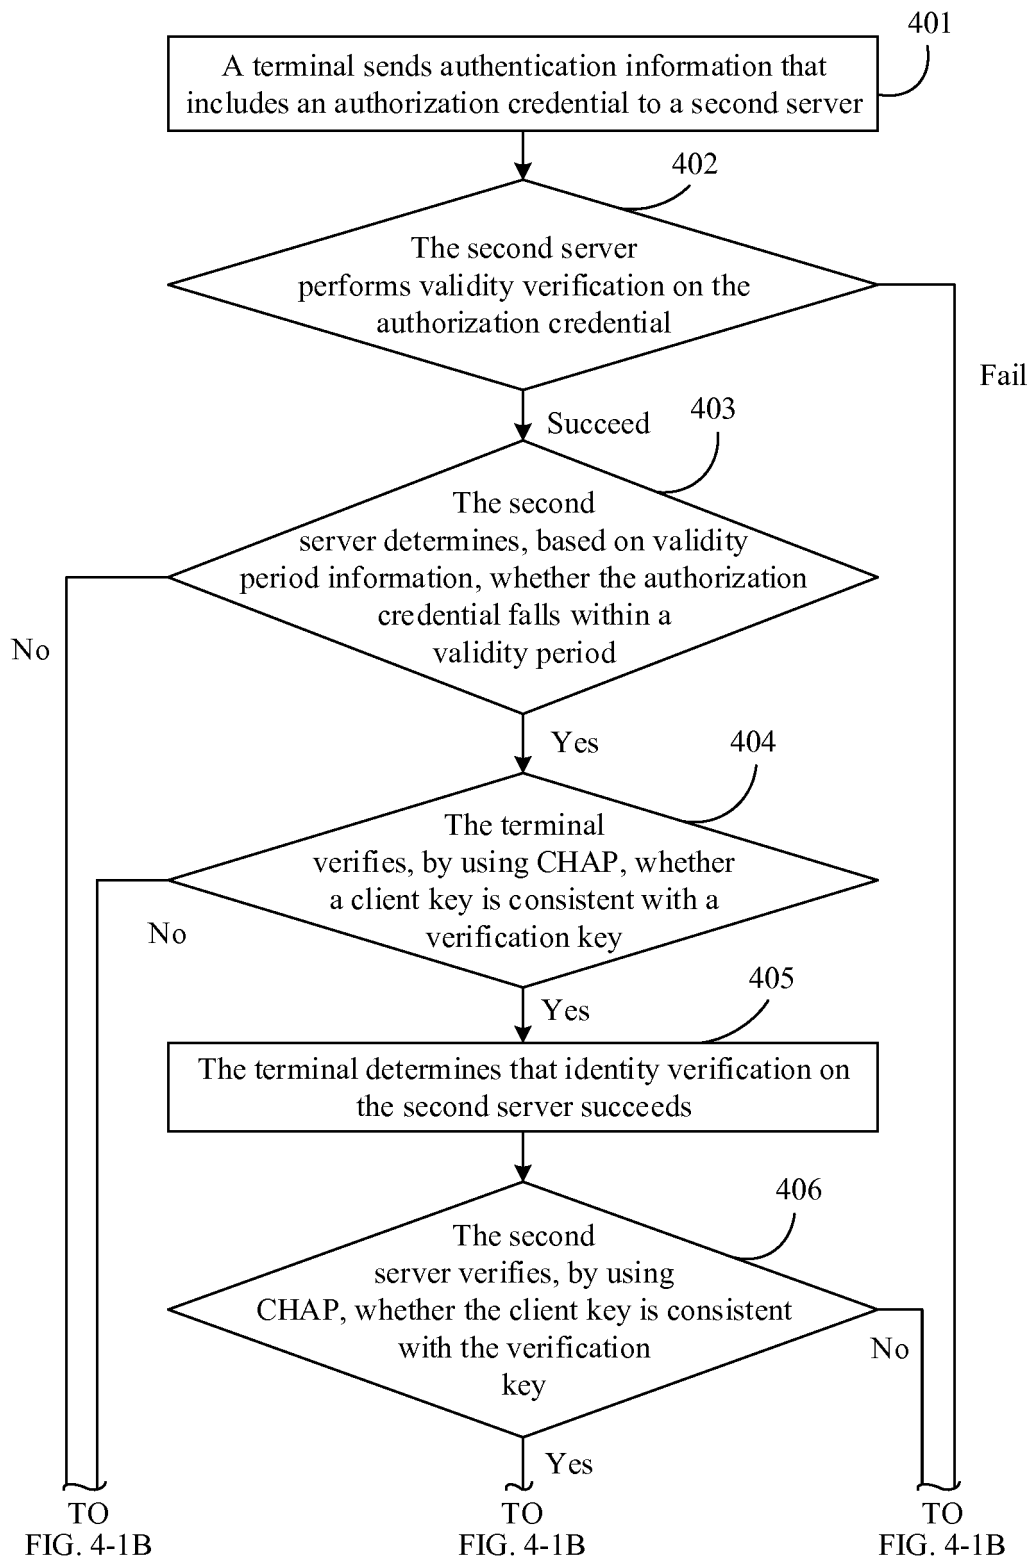 401
A terminal sends authentication information that
includes an authorization credential to a second server
402
The second server
performs validity verification on the
authorization credential
Fail
Succeed
403
The second
server determines, based on validity
period information, whether the authorization
credential falls within a
validity period
No
Yes
404
The terminal
verifies, by using CHAP, whether
a client key is consistent with a
verification key
No
Yes
405
The terminal determines that identity verification on
the second server succeeds
406
The second
server verifies, by using
CHAP, whether the client key is consistent
with the verification
key
No
Yes
TO
FIG. 4-1B
TO
FIG. 4-1B
TO
FIG. 4-1B